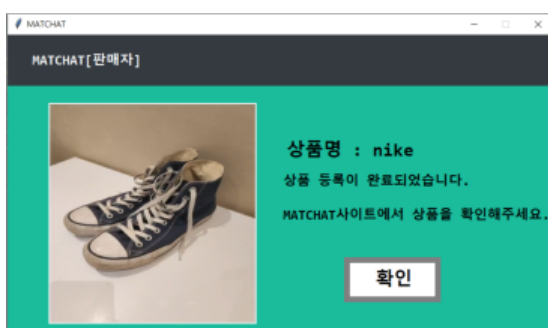 MATCHAT
MATCHAT[판매자]
상품명 : nike
상품 등록이 완료되었습니다.
MATCHAT사이트에서 상품을 확인해주세요.
확인